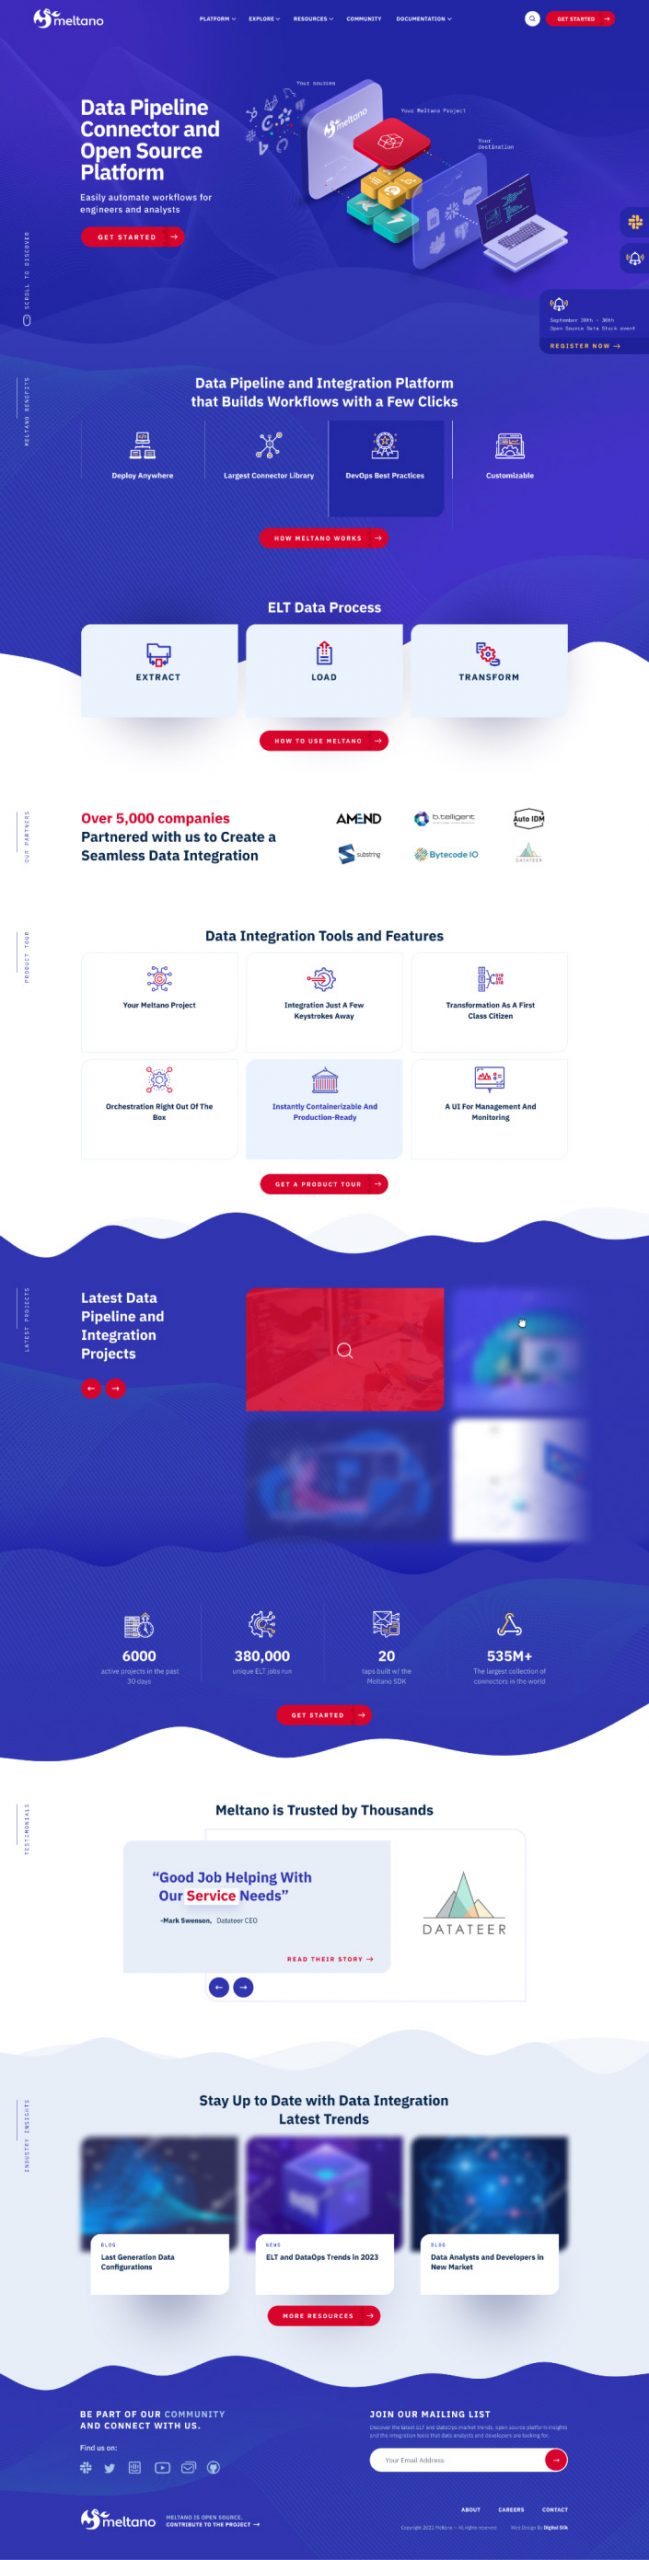 meltano
PLATFORM
EXPLORE
RESOURCES
COMMUNITY
DOCUMENTATION
GET STARTED
Your sources
meltano
Your Meltano Project
Your
destination
Data Pipeline
Connector and
Open Source
Platform
Easily automate workflows for
engineers and analysts
GET STARTED
SCROLL TO DISCOVER
Open Source Data Stack event
REGISTER NOW
MELTANO BENEFITS
Data Pipeline and Integration Platform
that Builds Workflows with a Few Clicks
Deploy Anywhere
Largest Connector Library
DevOps Best Practices
Customizable
HOW MELTANO WORKS
ELT Data Process
EXTRACT
LOAD
TRANSFORM
HOW TO USE MELTANO
OUR PARTNERS
Over 5,000 companies
Partnered with us to Create a
Seamless Data Integration
AMEND
b.telligent
Auto IDM
substring
Bytecode IO
DATATEER
PRODUCT TOUR
Data Integration Tools and Features
Your Meltano Project
Integration Just A Few
Keystrokes Away
Transformation As A First
Class Citizen
Orchestration Right Out Of The
Box
Instantly Containerizable And
Production-Ready
A UI For Management And
Monitoring
GET A PRODUCT TOUR
LATEST PROJECTS
Latest Data
Pipeline and
Integration
Projects
6000
active projects in the past
30 days
380,000
unique ELT jobs run
20
taps built w/ the
Meltano SDK
535M+
The largest collection of
connectors in the world
GET STARTED
TESTIMONIALS
Meltano is Trusted by Thousands
“Good Job Helping With
Our Service Needs”
-Mark Swenson, Datateer CEO
READ THEIR STORY
DATATEER
INDUSTRY INSIGHTS
Stay Up to Date with Data Integration
Latest Trends
BLOG
Last Generation Data
Configurations
NEWS
ELT and DataOps Trends in 2023
BLOG
Data Analysts and Developers in
New Market
MORE RESOURCES
BE PART OF OUR COMMUNITY
AND CONNECT WITH US.
Find us on:
JOIN OUR MAILING LIST
Discover the latest ELT and DataOps market trends, open source platform insights
and the integration tools that data analysts and developers are looking for.
Your Email Address
meltano
MELTANO IS OPEN SOURCE.
CONTRIBUTE TO THE PROJECT
ABOUT
CAREERS
CONTACT
Copyright 2022 Meltano – All rights reserved
Web Design By Digital Silk